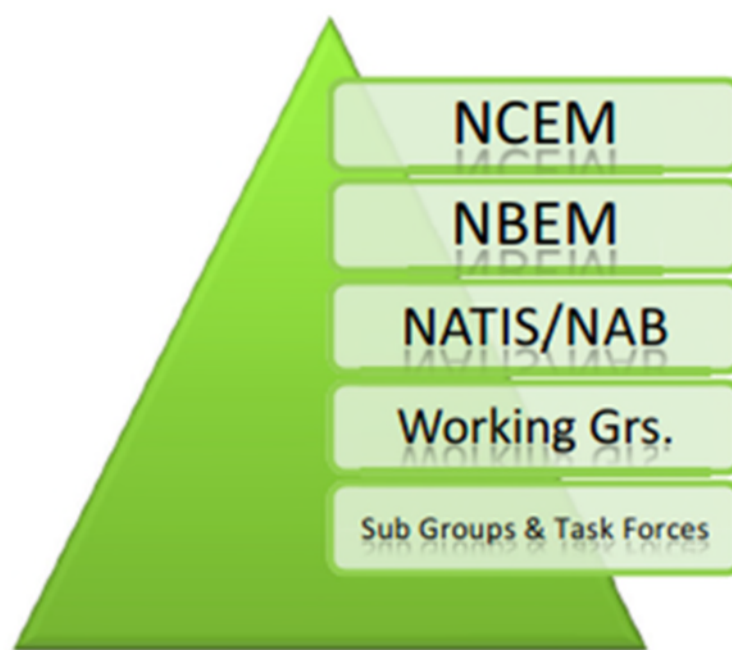 NCEM
NBEM
NATIS/NAB
Working Grs.
Sub Groups & Task Forces